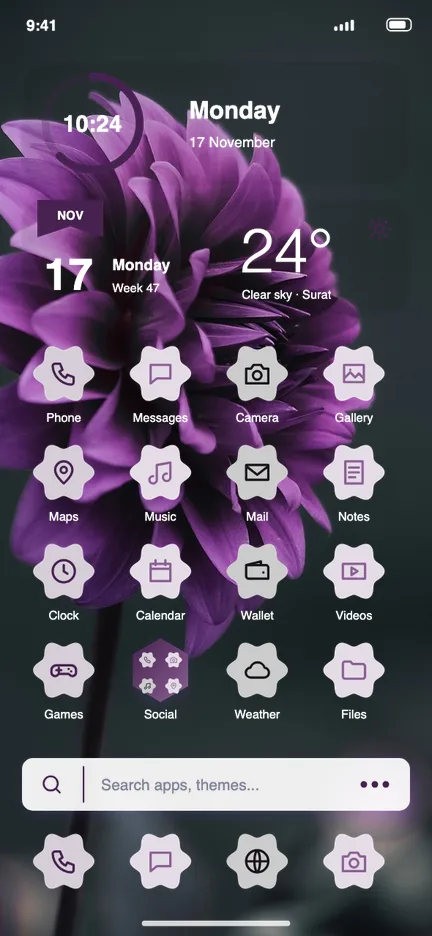 9:41
10:24
Monday
17 November
NOV
17
Monday
Week 47
24°
Clear sky · Surat
Phone
Messages
Camera
Gallery
Maps
Music
Mail
Notes
Clock
Calendar
Wallet
Videos
Games
Social
Weather
Files
Search apps, themes...